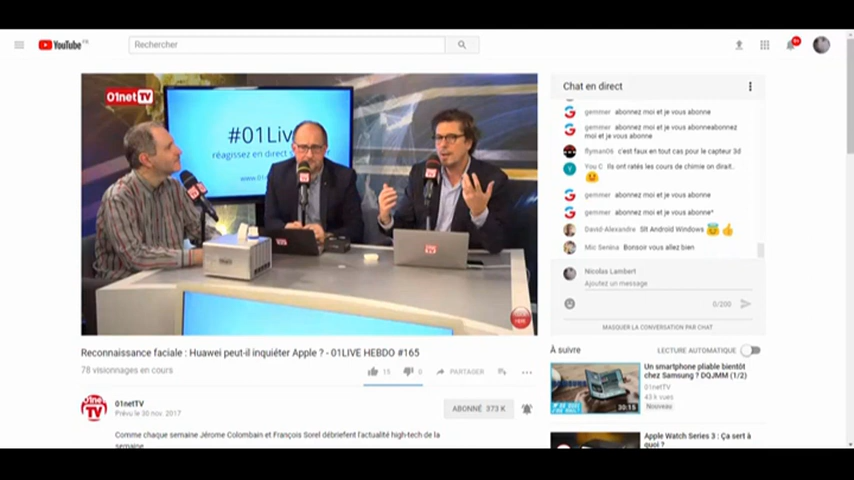 YouTube FR
Rechercher
9+
01net TV
#01Live
réagissez en direct s
www.01
Chat en direct
gemmer abonnez moi et je vous abonne
gemmer abonnez moi et je vous abonneabonnez
moi et je vous abonne
flyman06 c'est faux en tout cas pour le capteur 3d
You C Ils ont ratés les cours de chimie on dirait..
gemmer abonnez moi et je vous abonne
gemmer abonnez moi et je vous abonne*
David-Alexandre Slt Android Windows
Mic Senina Bonsoir vous allez bien
Nicolas Lambert
Ajoutez un message
0/200
MASQUER LA CONVERSATION PAR CHAT
Reconnaissance faciale : Huawei peut-il inquiéter Apple ? - 01LIVE HEBDO #165
78 visionnages en cours
15
0
PARTAGER
01netTV
Prévu le 30 nov. 2017
ABONNÉ 373 K
Comme chaque semaine Jérome Colombain et François Sorel débriefent l'actualité high-tech de la
semaine
À suivre
LECTURE AUTOMATIQUE
Un smartphone pliable bientôt
chez Samsung ? DQJMM (1/2)
01netTV
43 k vues
Nouveau
30:15
Apple Watch Series 3 : Ça sert à
quoi ?